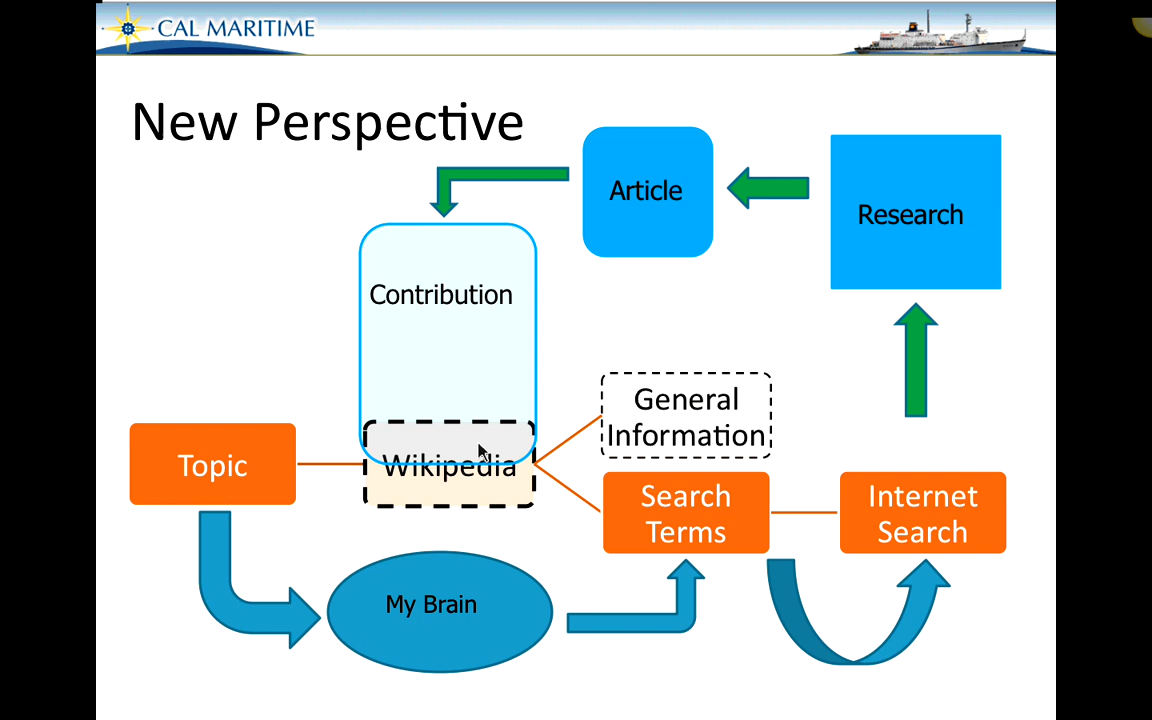 CAL MARITIME
New Perspective
Article
Research
Contribution
General
Information
Topic
Wikipedia
Search
Terms
Internet
Search
My Brain